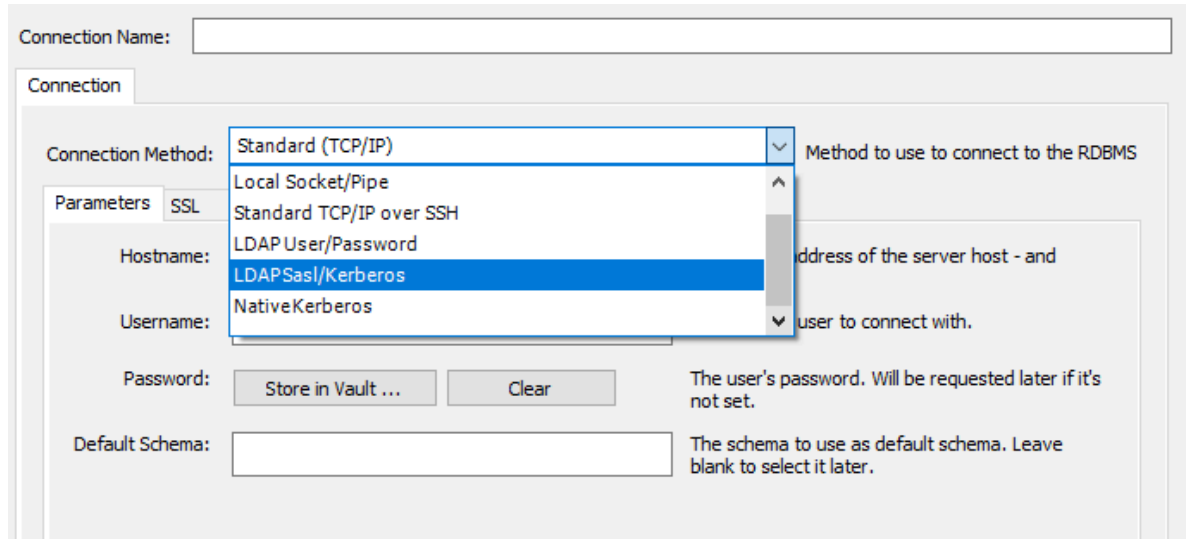 Connection Name:
Connection
Connection Method:
Standard (TCP/IP)
Method to use to connect to the RDBMS
Local Socket/Pipe
Standard TCP/IP over SSH
LDAP User/Password
LDAPSasl/Kerberos
NativeKerberos
Parameters
SSL
Hostname:
address of the server host - and
Username:
user to connect with.
Password:
Store in Vault ...
Clear
The user's password. Will be requested later if it's
not set.
Default Schema:
The schema to use as default schema. Leave
blank to select it later.